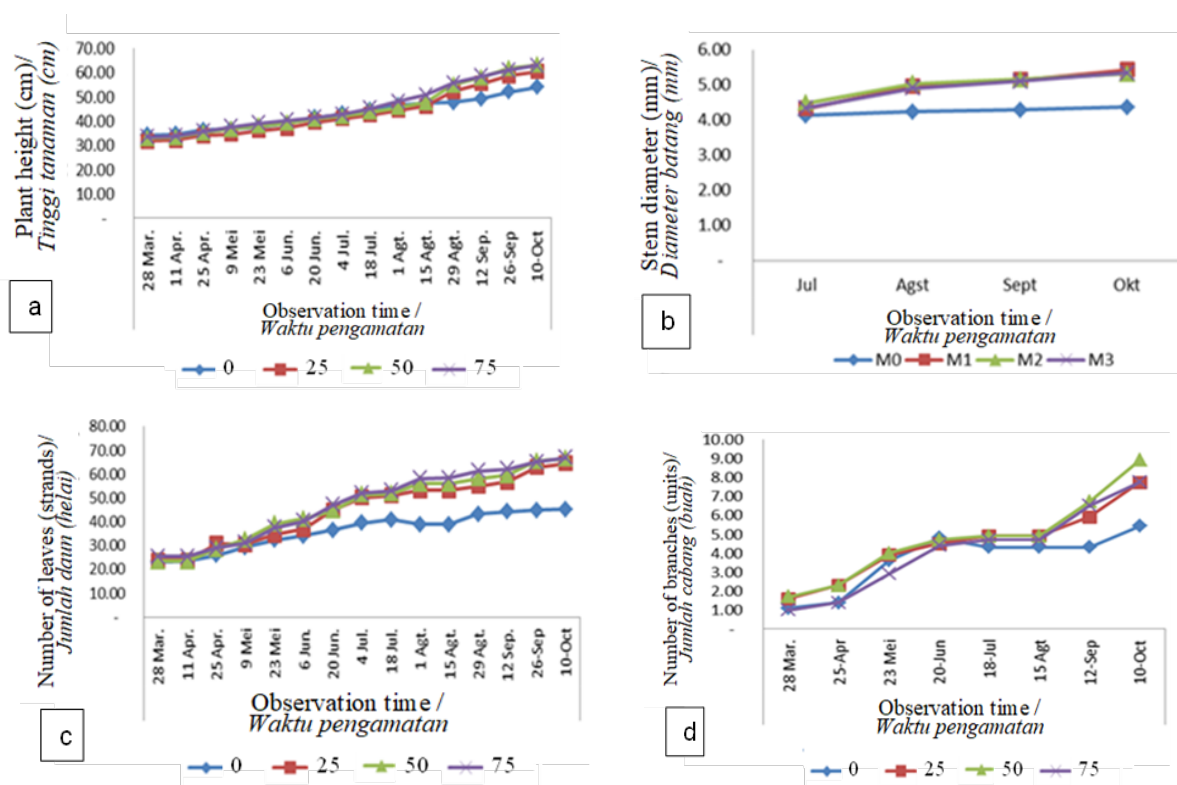 Plant height (cm)/
Tinggi tanaman (cm)
70.00
60.00
50.00
40.00
30.00
20.00
10.00
-
28 Mar.
11 Apr.
25 Apr.
9 Mei
23 Mei
6 Jun.
20 Jun.
4 Jul.
18 Jul.
1 Agt.
15 Agt.
29 Agt.
12 Sep.
26-Sep
10-Oct
Observation time /
Waktu pengamatan
0 25 50 75
a
Stem diameter (mm)/
Diameter batang (mm)
6.00
5.00
4.00
3.00
2.00
1.00
-
Jul Agst Sept Okt
Observation time /
Waktu pengamatan
M0 M1 M2 M3
b
Number of leaves (strands)/
Jumlah daun (helai)
80.00
70.00
60.00
50.00
40.00
30.00
20.00
10.00
-
28 Mar.
11 Apr.
25 Apr.
9 Mei
23 Mei
6 Jun.
20 Jun.
4 Jul.
18 Jul.
1 Agt.
15 Agt.
29 Agt.
12 Sep.
26-Sep
10-Oct
Observation time /
Waktu pengamatan
0 25 50 75
c
Number of branches (units)/
Jumlah cabang (buah)
10.00
9.00
8.00
7.00
6.00
5.00
4.00
3.00
2.00
1.00
-
28 Mar.
25-Apr
23 Mei
20-Jun
18-Jul
15 Agt
12-Sep
10-Oct
Observation time /
Waktu pengamatan
0 25 50 75
d